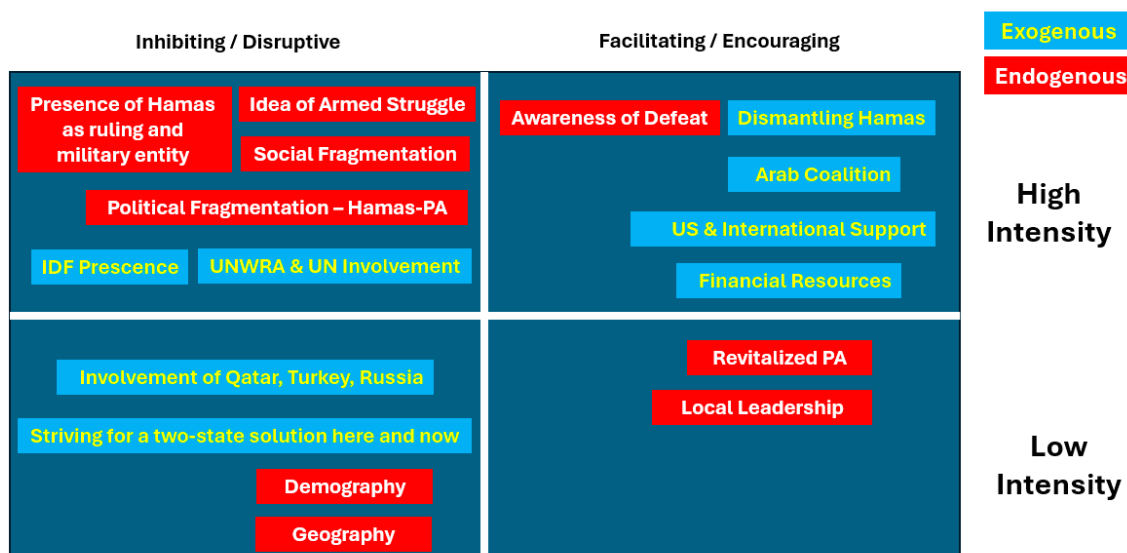 Inhibiting / Disruptive
Facilitating / Encouraging
Exogenous
Endogenous
Presence of Hamas
as ruling and
military entity
Idea of Armed Struggle
Social Fragmentation
Political Fragmentation – Hamas-PA
IDF Prescence
UNWRA & UN Involvement
Awareness of Defeat
Dismantling Hamas
Arab Coalition
US & International Support
Financial Resources
High
Intensity
Involvement of Qatar, Turkey, Russia
Striving for a two-state solution here and now
Demography
Geography
Revitalized PA
Local Leadership
Low
Intensity